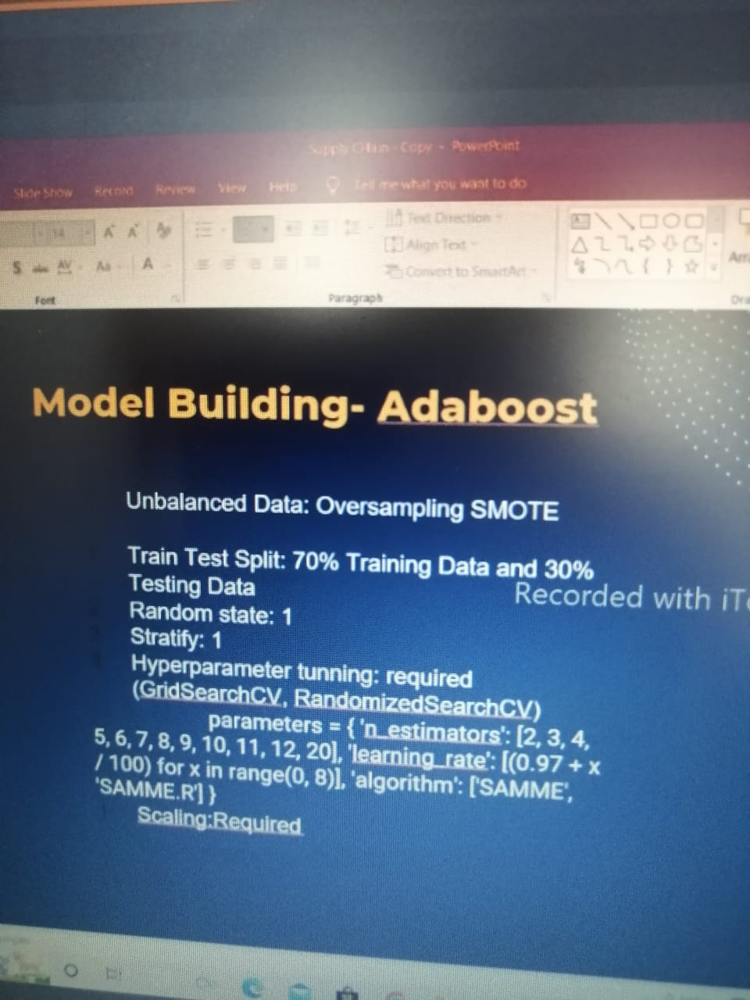 Supply Chain - Copy - PowerPoint
Slide Show Record Review View Help Tell me what you want to do
14 A A A Text Direction
S abc AV Aa A Align Text
Convert to SmartArt
Font Paragraph
Model Building- Adaboost
Unbalanced Data: Oversampling SMOTE
Train Test Split: 70% Training Data and 30%
Testing Data
Recorded with
Random state: 1
Stratify: 1
Hyperparameter tunning: required
(GridSearchCV, RandomizedSearchCV)
parameters = { 'n_estimators': [2, 3, 4,
5, 6, 7, 8, 9, 10, 11, 12, 20], 'learning_rate': [(0.97 + x
/ 100) for x in range(0, 8)], 'algorithm': ['SAMME',
'SAMME.R'] }
Scaling:Required